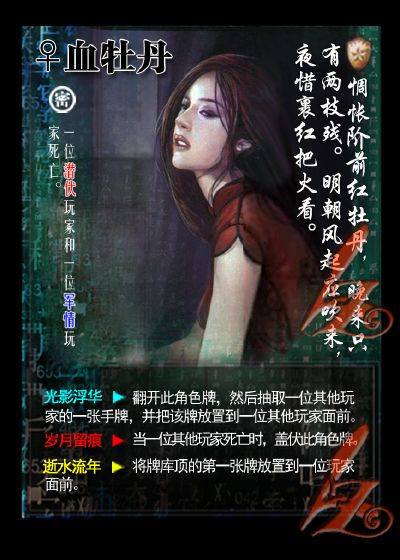 ♀血牡丹
密
一位潜伏玩家和一位军情玩
家死亡。
惆怅阶前红牡丹，晚来只
有两枝残。明朝风起应吹来，
夜惜衰红把火看。
光影浮华 ▶ 翻开此角色牌，然后抽取一位其他玩
家的一张手牌，并把该牌放置到一位其他玩家面前。
岁月留痕 ▶ 当一位其他玩家死亡时，盖伏此角色牌。
逝水流年 ▶ 将牌库顶的第一张牌放置到一位玩家
面前。